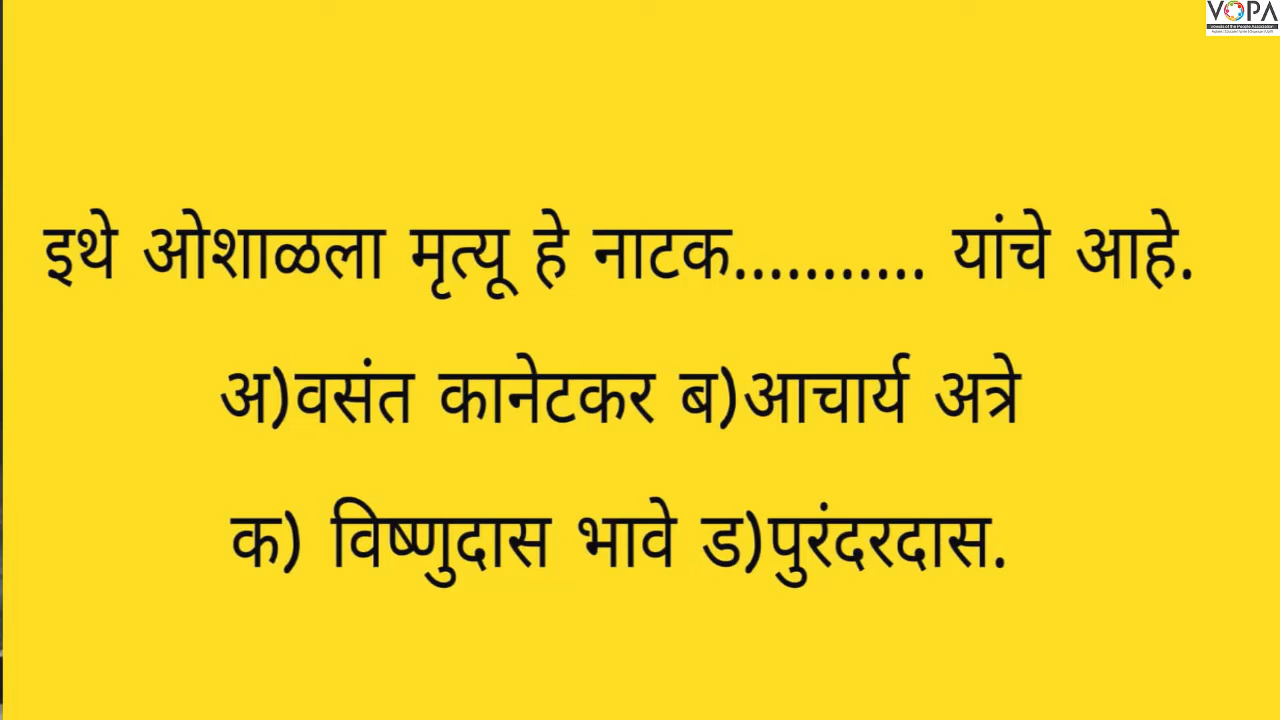 VOPA
इथे ओशाळला मृत्यू हे नाटक........... यांचे आहे.
अ)वसंत कानेटकर ब)आचार्य अत्रे
क) विष्णुदास भावे ड)पुरंदरदास.